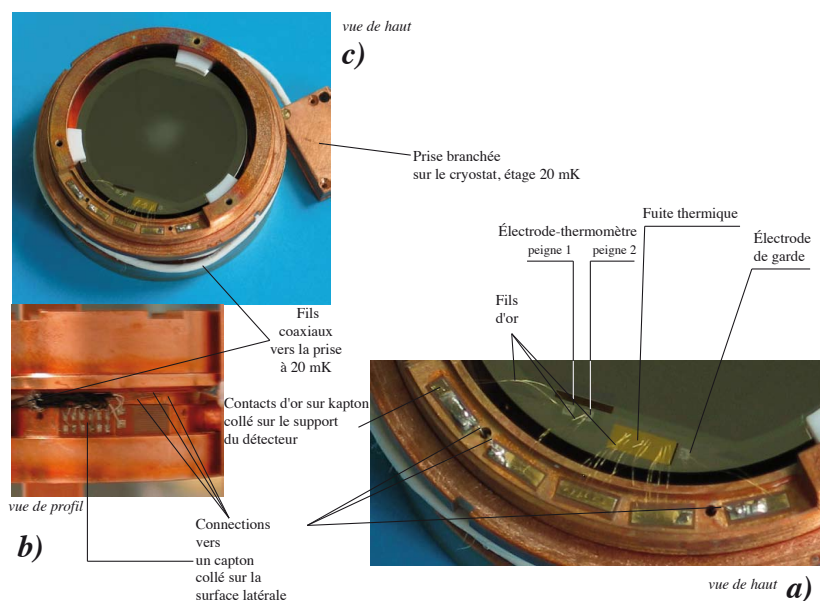 vue de haut
c)
Prise branchée
sur le cryostat, étage 20 mK
Fuite thermique
Électrode-thermomètre
peigne 1
peigne 2
Électrode
de garde
Fils
d'or
Fils
coaxiaux
vers la prise
à 20 mK
Contacts d'or sur kapton
collé sur le support
du détecteur
vue de profil
b)
Connections
vers
un capton
collé sur la
surface latérale
vue de haut
a)